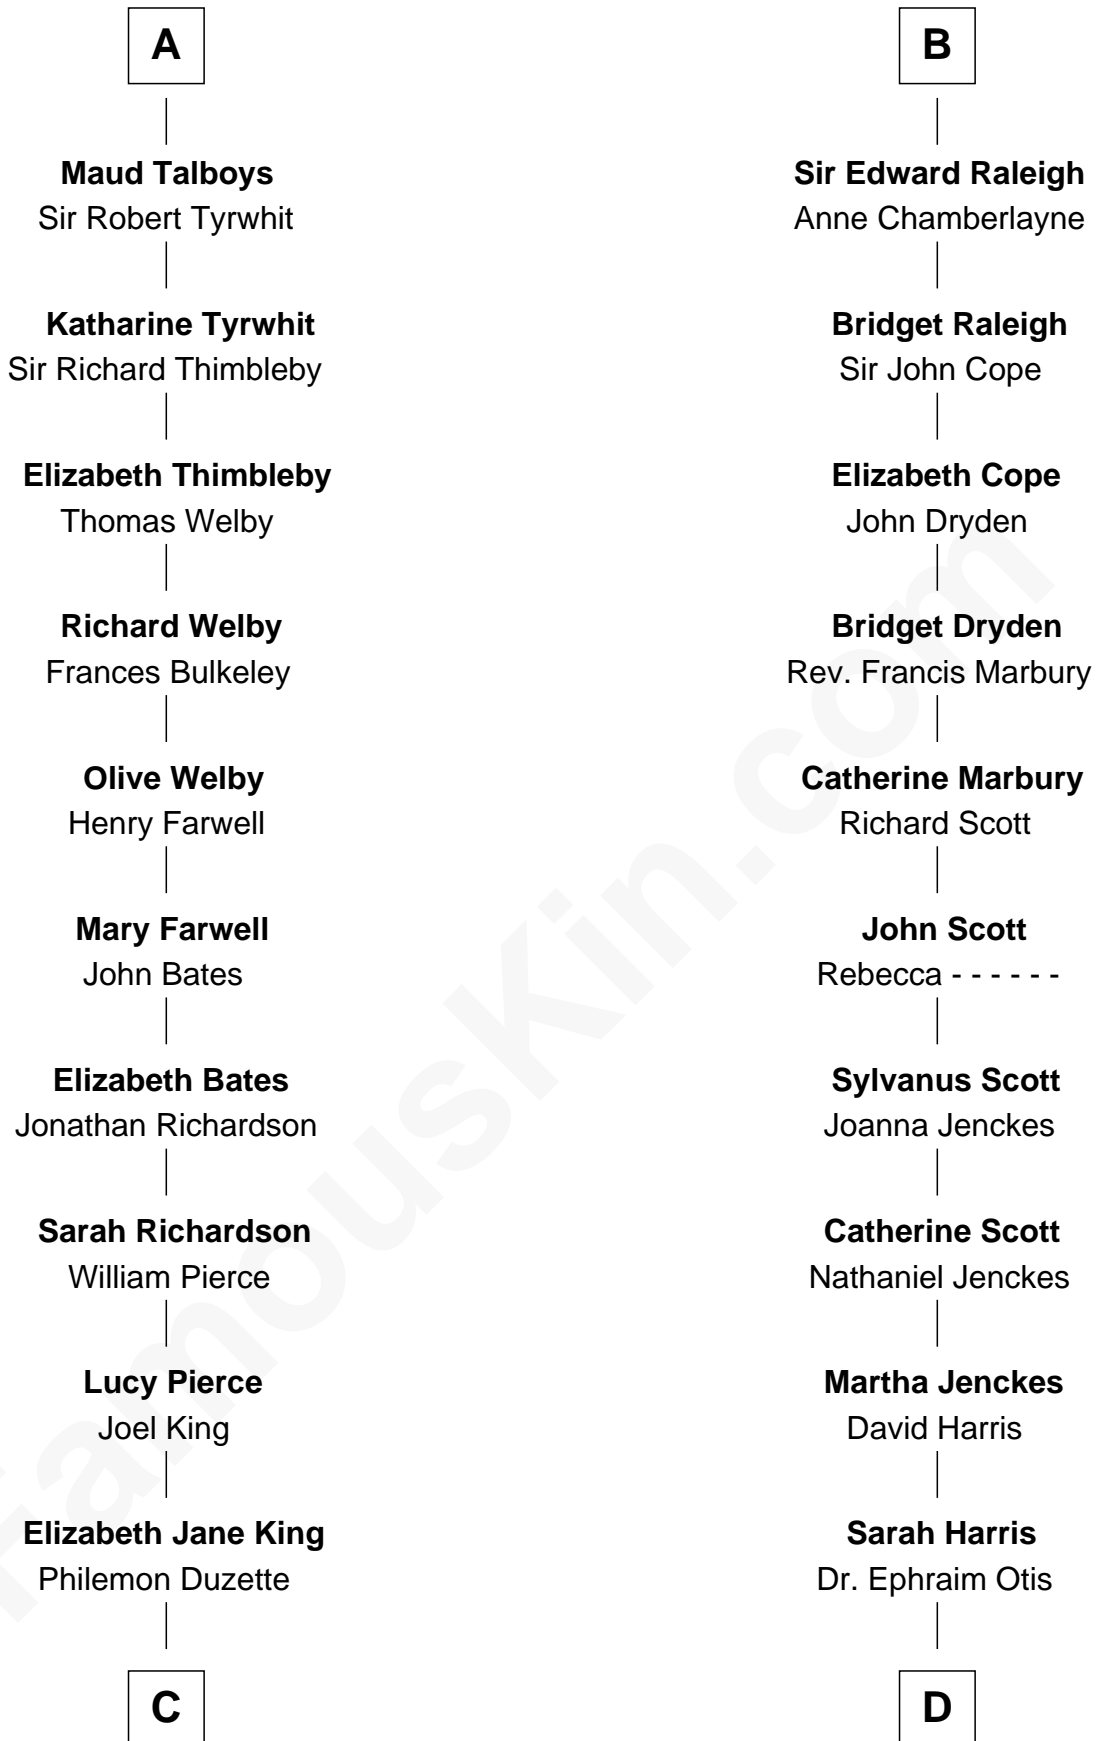 A
Maud Talboys
Sir Robert Tyrwhit
Katharine Tyrwhit
Sir Richard Thimbleby
Elizabeth Thimbleby
Thomas Welby
Richard Welby
Frances Bulkeley
Olive Welby
Henry Farwell
Mary Farwell
John Bates
Elizabeth Bates
Jonathan Richardson
Sarah Richardson
William Pierce
Lucy Pierce
Joel King
Elizabeth Jane King
Philemon Duzette
C
B
Sir Edward Raleigh
Anne Chamberlayne
Bridget Raleigh
Sir John Cope
Elizabeth Cope
John Dryden
Bridget Dryden
Rev. Francis Marbury
Catherine Marbury
Richard Scott
John Scott
Rebecca - - - - - -
Sylvanus Scott
Joanna Jenckes
Catherine Scott
Nathaniel Jenckes
Martha Jenckes
David Harris
Sarah Harris
Dr. Ephraim Otis
D
FamousKin.com